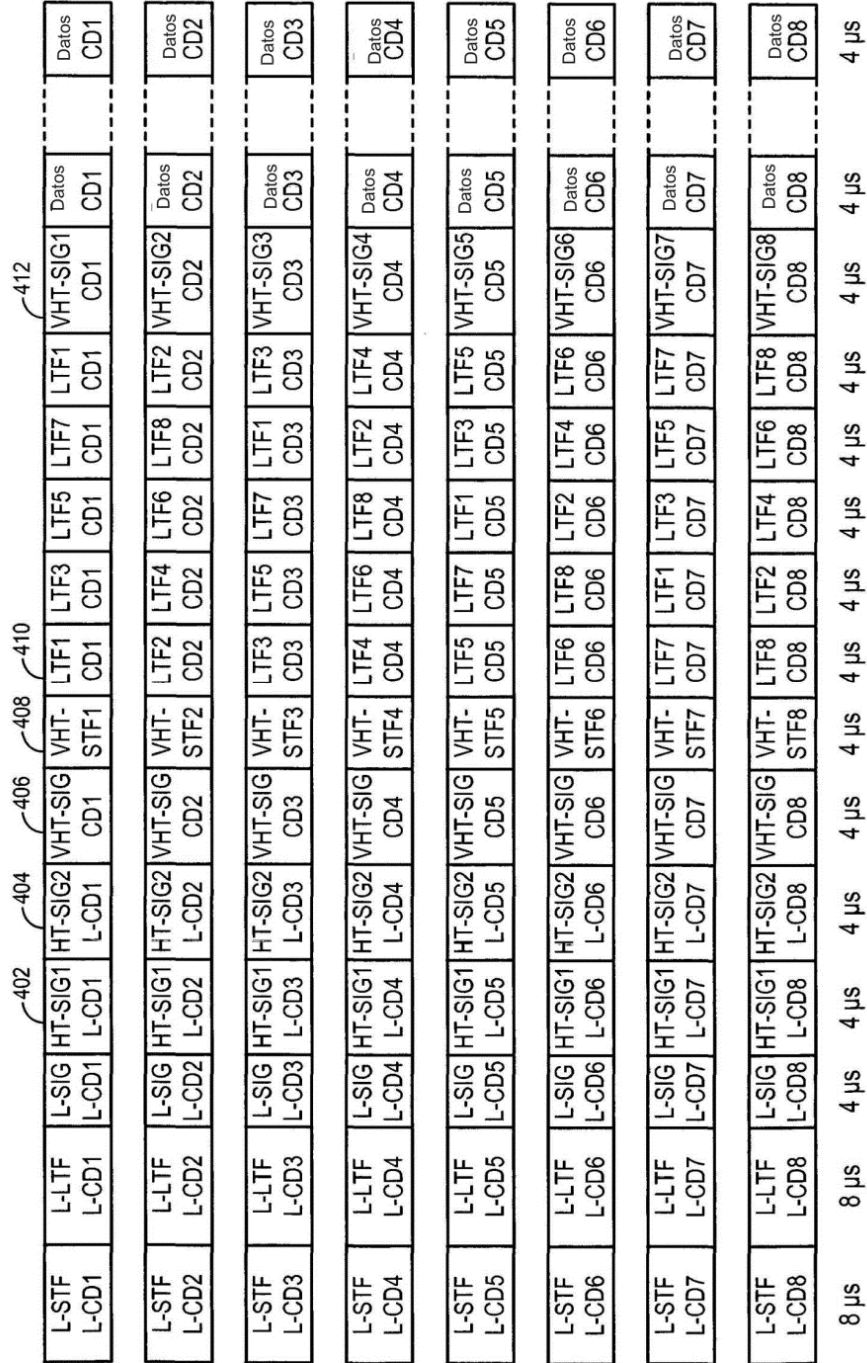 402 404 406 408 410 412
L-STF L-LTF L-SIG HT-SIG1 HT-SIG2 VHT-SIG VHT- LTF1 LTF3 LTF5 LTF7 LTF1 VHT-SIG1 Datos Datos
L-CD1 L-CD1 L-CD1 L-CD1 L-CD1 CD1 STF1 CD1 CD1 CD1 CD1 CD1 CD1 CD1 CD1
L-STF L-LTF L-SIG HT-SIG1 HT-SIG2 VHT-SIG VHT- LTF2 LTF4 LTF6 LTF8 LTF2 VHT-SIG2 Datos Datos
L-CD2 L-CD2 L-CD2 L-CD2 L-CD2 CD2 STF2 CD2 CD2 CD2 CD2 CD2 CD2 CD2 CD2
L-STF L-LTF L-SIG HT-SIG1 HT-SIG2 VHT-SIG VHT- LTF3 LTF5 LTF7 LTF1 LTF3 VHT-SIG3 Datos Datos
L-CD3 L-CD3 L-CD3 L-CD3 L-CD3 CD3 STF3 CD3 CD3 CD3 CD3 CD3 CD3 CD3 CD3
L-STF L-LTF L-SIG HT-SIG1 HT-SIG2 VHT-SIG VHT- LTF4 LTF6 LTF8 LTF2 LTF4 VHT-SIG4 Datos Datos
L-CD4 L-CD4 L-CD4 L-CD4 L-CD4 CD4 STF4 CD4 CD4 CD4 CD4 CD4 CD4 CD4 CD4
L-STF L-LTF L-SIG HT-SIG1 HT-SIG2 VHT-SIG VHT- LTF5 LTF7 LTF1 LTF3 LTF5 VHT-SIG5 Datos Datos
L-CD5 L-CD5 L-CD5 L-CD5 L-CD5 CD5 STF5 CD5 CD5 CD5 CD5 CD5 CD5 CD5 CD5
L-STF L-LTF L-SIG HT-SIG1 HT-SIG2 VHT-SIG VHT- LTF6 LTF8 LTF2 LTF4 LTF6 VHT-SIG6 Datos Datos
L-CD6 L-CD6 L-CD6 L-CD6 L-CD6 CD6 STF6 CD6 CD6 CD6 CD6 CD6 CD6 CD6 CD6
L-STF L-LTF L-SIG HT-SIG1 HT-SIG2 VHT-SIG VHT- LTF7 LTF1 LTF3 LTF5 LTF7 VHT-SIG7 Datos Datos
L-CD7 L-CD7 L-CD7 L-CD7 L-CD7 CD7 STF7 CD7 CD7 CD7 CD7 CD7 CD7 CD7 CD7
L-STF L-LTF L-SIG HT-SIG1 HT-SIG2 VHT-SIG VHT- LTF8 LTF2 LTF4 LTF6 LTF8 VHT-SIG8 Datos Datos
L-CD8 L-CD8 L-CD8 L-CD8 L-CD8 CD8 STF8 CD8 CD8 CD8 CD8 CD8 CD8 CD8 CD8
8 µs 8 µs 4 µs 4 µs 4 µs 4 µs 4 µs 4 µs 4 µs 4 µs 4 µs 4 µs 4 µs 4 µs 4 µs